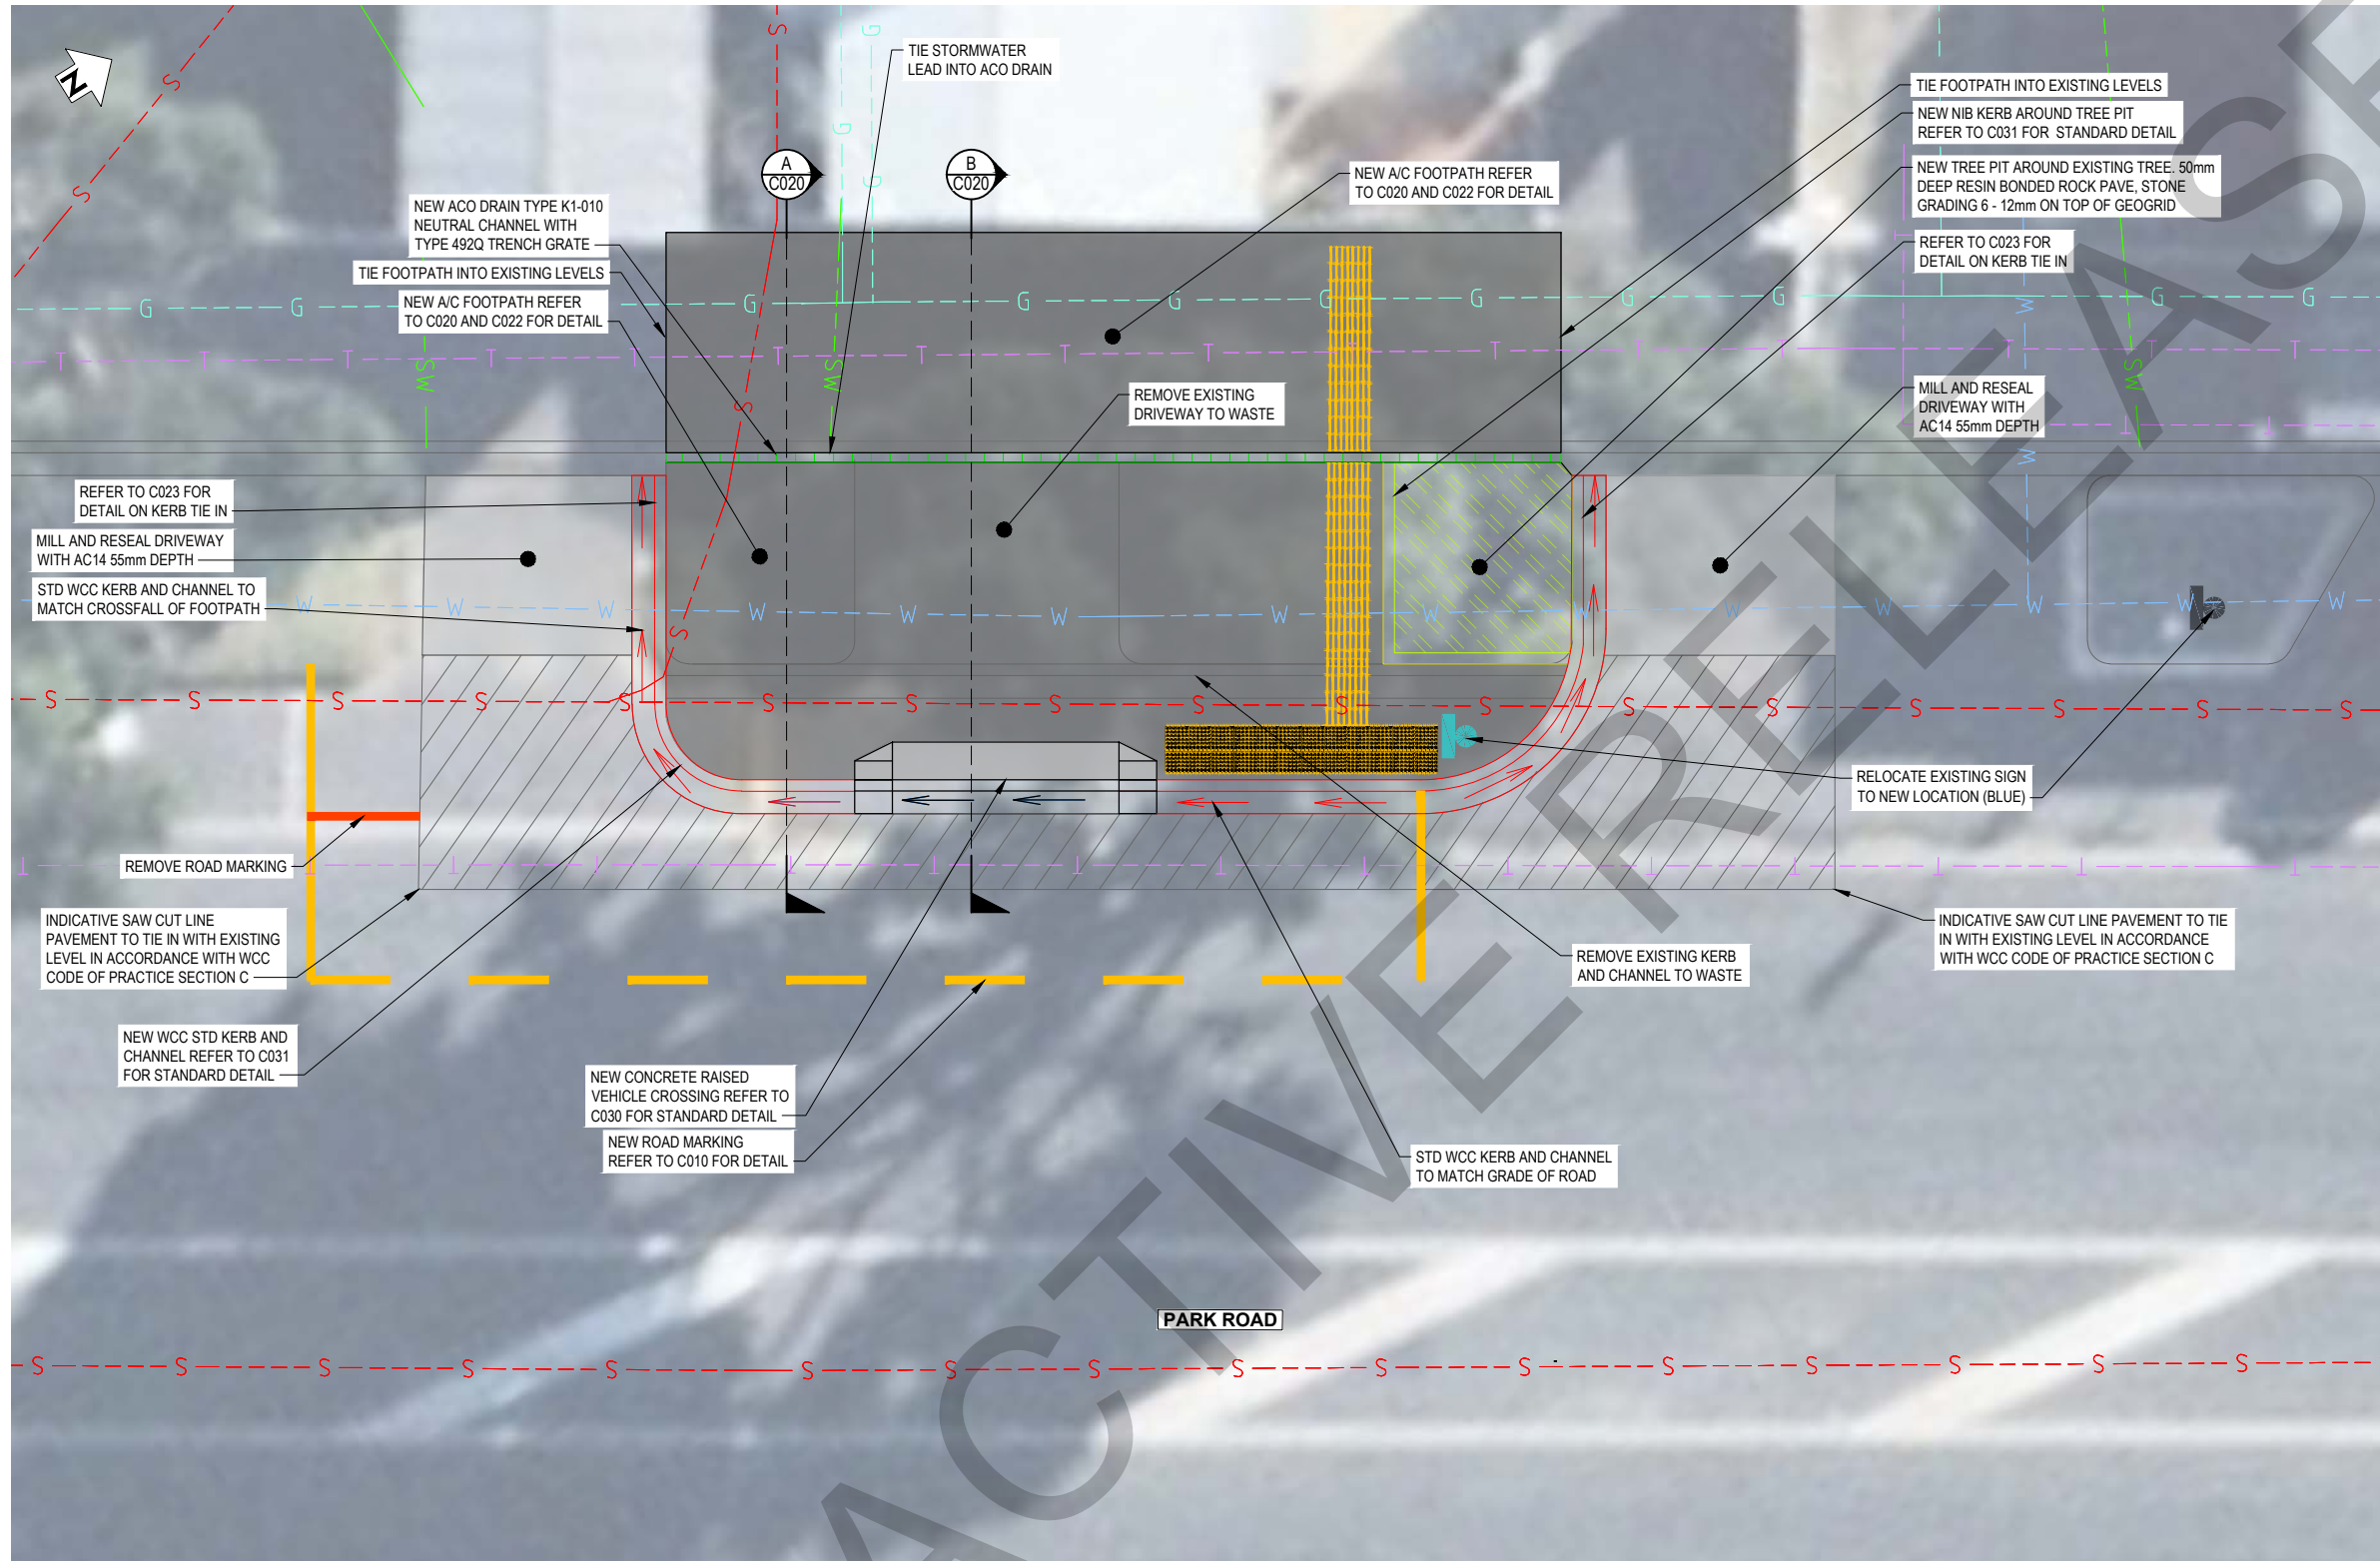 N
TIE STORMWATER
LEAD INTO ACO DRAIN
A
C020
B
C020
NEW ACO DRAIN TYPE K1-010
NEUTRAL CHANNEL WITH
TYPE 492Q TRENCH GRATE
TIE FOOTPATH INTO EXISTING LEVELS
NEW A/C FOOTPATH REFER
TO C020 AND C022 FOR DETAIL
NEW A/C FOOTPATH REFER
TO C020 AND C022 FOR DETAIL
TIE FOOTPATH INTO EXISTING LEVELS
NEW NIB KERB AROUND TREE PIT
REFER TO C031 FOR STANDARD DETAIL
NEW TREE PIT AROUND EXISTING TREE. 50mm
DEEP RESIN BONDED ROCK PAVE, STONE
GRADING 6 - 12mm ON TOP OF GEOGRID
REFER TO C023 FOR
DETAIL ON KERB TIE IN
REMOVE EXISTING
DRIVEWAY TO WASTE
MILL AND RESEAL
DRIVEWAY WITH
AC14 55mm DEPTH
REFER TO C023 FOR
DETAIL ON KERB TIE IN
MILL AND RESEAL DRIVEWAY
WITH AC14 55mm DEPTH
STD WCC KERB AND CHANNEL TO
MATCH CROSSFALL OF FOOTPATH
RELOCATE EXISTING SIGN
TO NEW LOCATION (BLUE)
REMOVE ROAD MARKING
INDICATIVE SAW CUT LINE
PAVEMENT TO TIE IN WITH EXISTING
LEVEL IN ACCORDANCE WITH WCC
CODE OF PRACTICE SECTION C
INDICATIVE SAW CUT LINE PAVEMENT TO TIE
IN WITH EXISTING LEVEL IN ACCORDANCE
WITH WCC CODE OF PRACTICE SECTION C
REMOVE EXISTING KERB
AND CHANNEL TO WASTE
NEW WCC STD KERB AND
CHANNEL REFER TO C031
FOR STANDARD DETAIL
NEW CONCRETE RAISED
VEHICLE CROSSING REFER TO
C030 FOR STANDARD DETAIL
NEW ROAD MARKING
REFER TO C010 FOR DETAIL
STD WCC KERB AND CHANNEL
TO MATCH GRADE OF ROAD
PARK ROAD
ACTIVE RELEASE